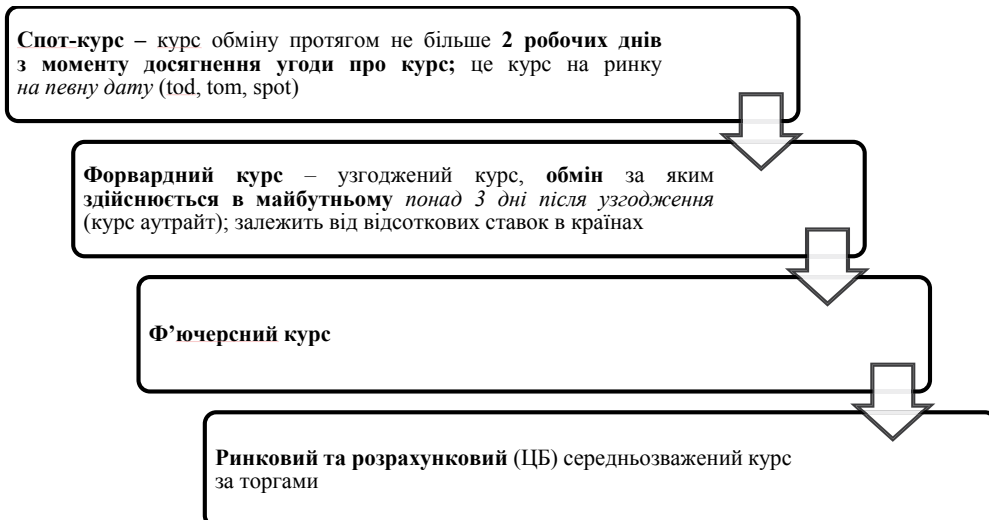 Спот-курс – курс обміну протягом не більше 2 робочих днів
з моменту досягнення угоди про курс; це курс на ринку
на певну дату (tod, tom, spot)
Форвардний курс – узгоджений курс, обмін за яким
здійснюється в майбутньому понад 3 дні після узгодження
(курс аутрайт); залежить від відсоткових ставок в країнах
Ф’ючерсний курс
Ринковий та розрахунковий (ЦБ) середньозважений курс
за торгами